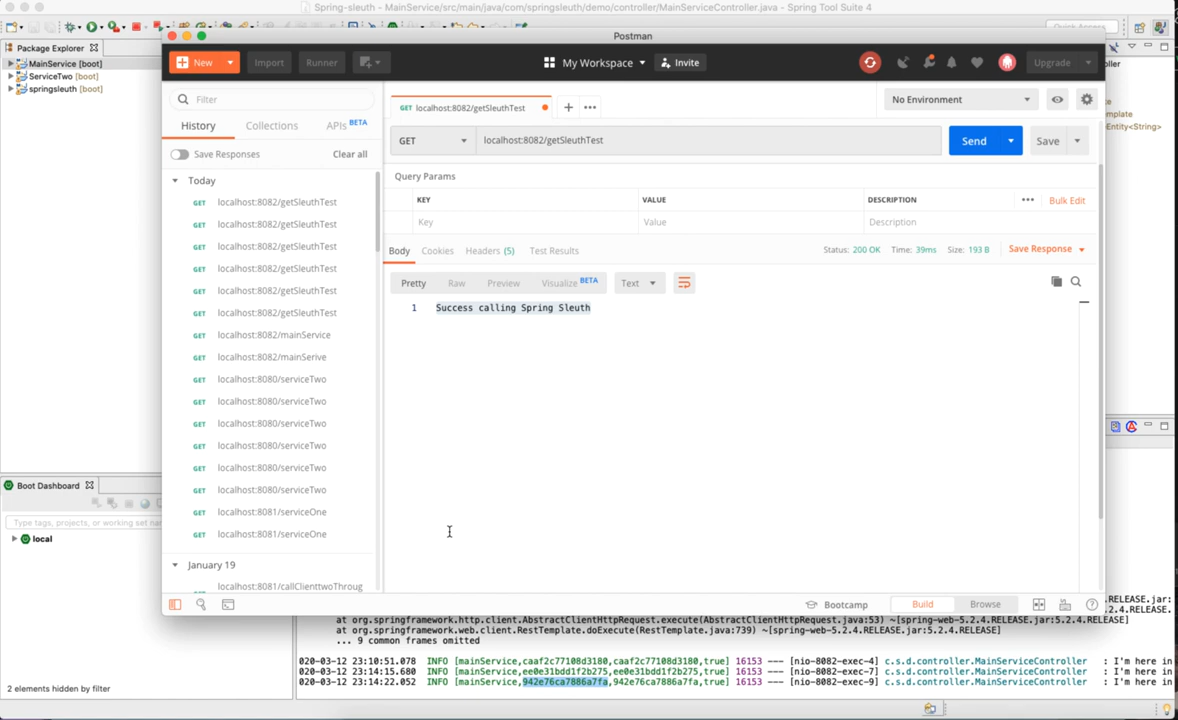 Spring-sleuth - MainService/src/main/java/com/springsleuth/demo/controller/MainServiceController.java - Spring Tool Suite 4
Quick Access
Package Explorer
MainService [boot]
ServiceTwo [boot]
springsleuth [boot]
Postman
New
Import
Runner
My Workspace
Invite
Upgrade
Filter
History
Collections
APIs BETA
Save Responses
Clear all
Today
GET localhost:8082/getSleuthTest
GET localhost:8082/getSleuthTest
GET localhost:8082/getSleuthTest
GET localhost:8082/getSleuthTest
GET localhost:8082/getSleuthTest
GET localhost:8082/getSleuthTest
GET localhost:8082/mainService
GET localhost:8082/mainSerive
GET localhost:8080/serviceTwo
GET localhost:8080/serviceTwo
GET localhost:8080/serviceTwo
GET localhost:8080/serviceTwo
GET localhost:8080/serviceTwo
GET localhost:8080/serviceTwo
GET localhost:8081/serviceOne
GET localhost:8081/serviceOne
January 19
localhost:8081/callClienttwoThroug
GET localhost:8082/getSleuthTest
No Environment
GET
localhost:8082/getSleuthTest
Send
Save
Query Params
KEY VALUE DESCRIPTION
Bulk Edit
Key Value Description
Body Cookies Headers (5) Test Results
Status: 200 OK Time: 39ms Size: 193 B
Save Response
Pretty Raw Preview Visualize BETA Text
1 Success calling Spring Sleuth
Bootcamp
Build
Browse
ller
mplate
eEntity<String>
Boot Dashboard
Type tags, projects, or working set nam
local
2 elements hidden by filter
.RELEASE.jar:
.2.4.RELEASE]
at org.springframework.http.client.AbstractClientHttpRequest.execute(AbstractClientHttpRequest.java:53) ~[spring-web-5.2.4.RELEASE.jar:5.2.4.RELEASE]
at org.springframework.web.client.RestTemplate.doExecute(RestTemplate.java:739) ~[spring-web-5.2.4.RELEASE.jar:5.2.4.RELEASE]
... 9 common frames omitted
020-03-12 23:10:51.078 INFO [mainService,caaf2c77108d3180,caaf2c77108d3180,true] 16153 --- [nio-8082-exec-4] c.s.d.controller.MainServiceController : I'm here in
020-03-12 23:14:15.680 INFO [mainService,ee0e31bdd1f2b275,ee0e31bdd1f2b275,true] 16153 --- [nio-8082-exec-7] c.s.d.controller.MainServiceController : I'm here in
020-03-12 23:14:22.052 INFO [mainService,942e76ca7886a7fa,942e76ca7886a7fa,true] 16153 --- [nio-8082-exec-9] c.s.d.controller.MainServiceController : I'm here in